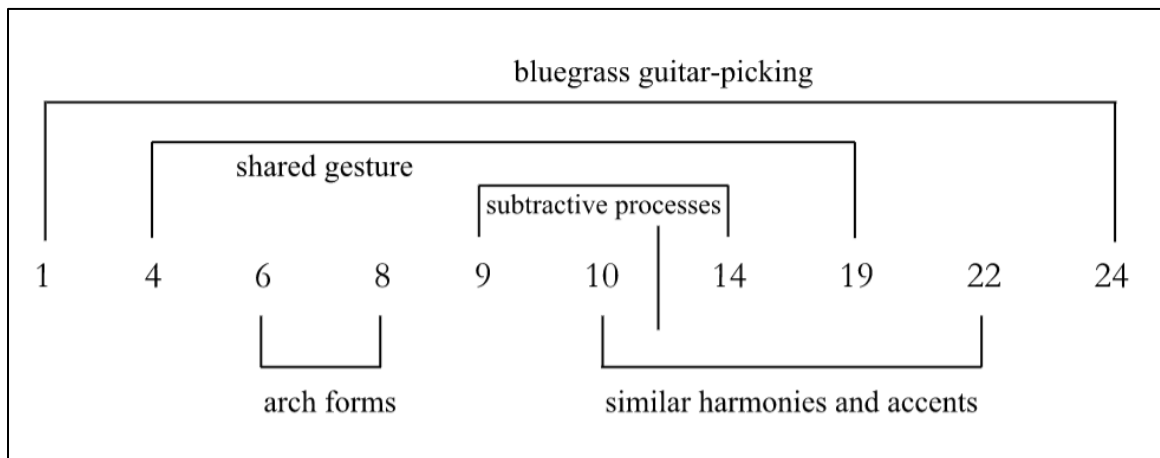 bluegrass guitar-picking
shared gesture
subtractive processes
1 4 6 8 9 10 14 19 22 24
arch forms similar harmonies and accents